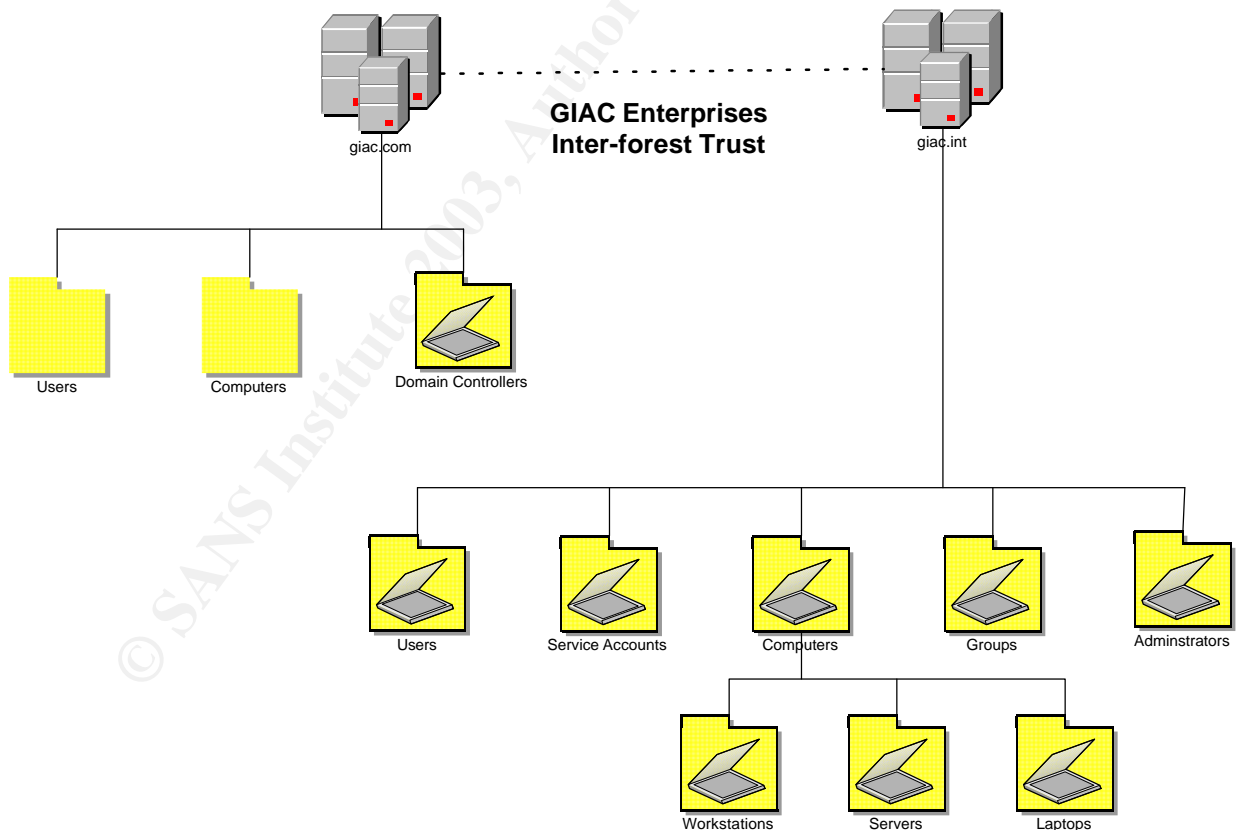 GIAC Enterprises
Inter-forest Trust
giac.com
giac.int
Users
Computers
Domain Controllers
Users
Service Accounts
Computers
Groups
Adminstrators
Workstations
Servers
Laptops
© SANS Institute 2003, Author